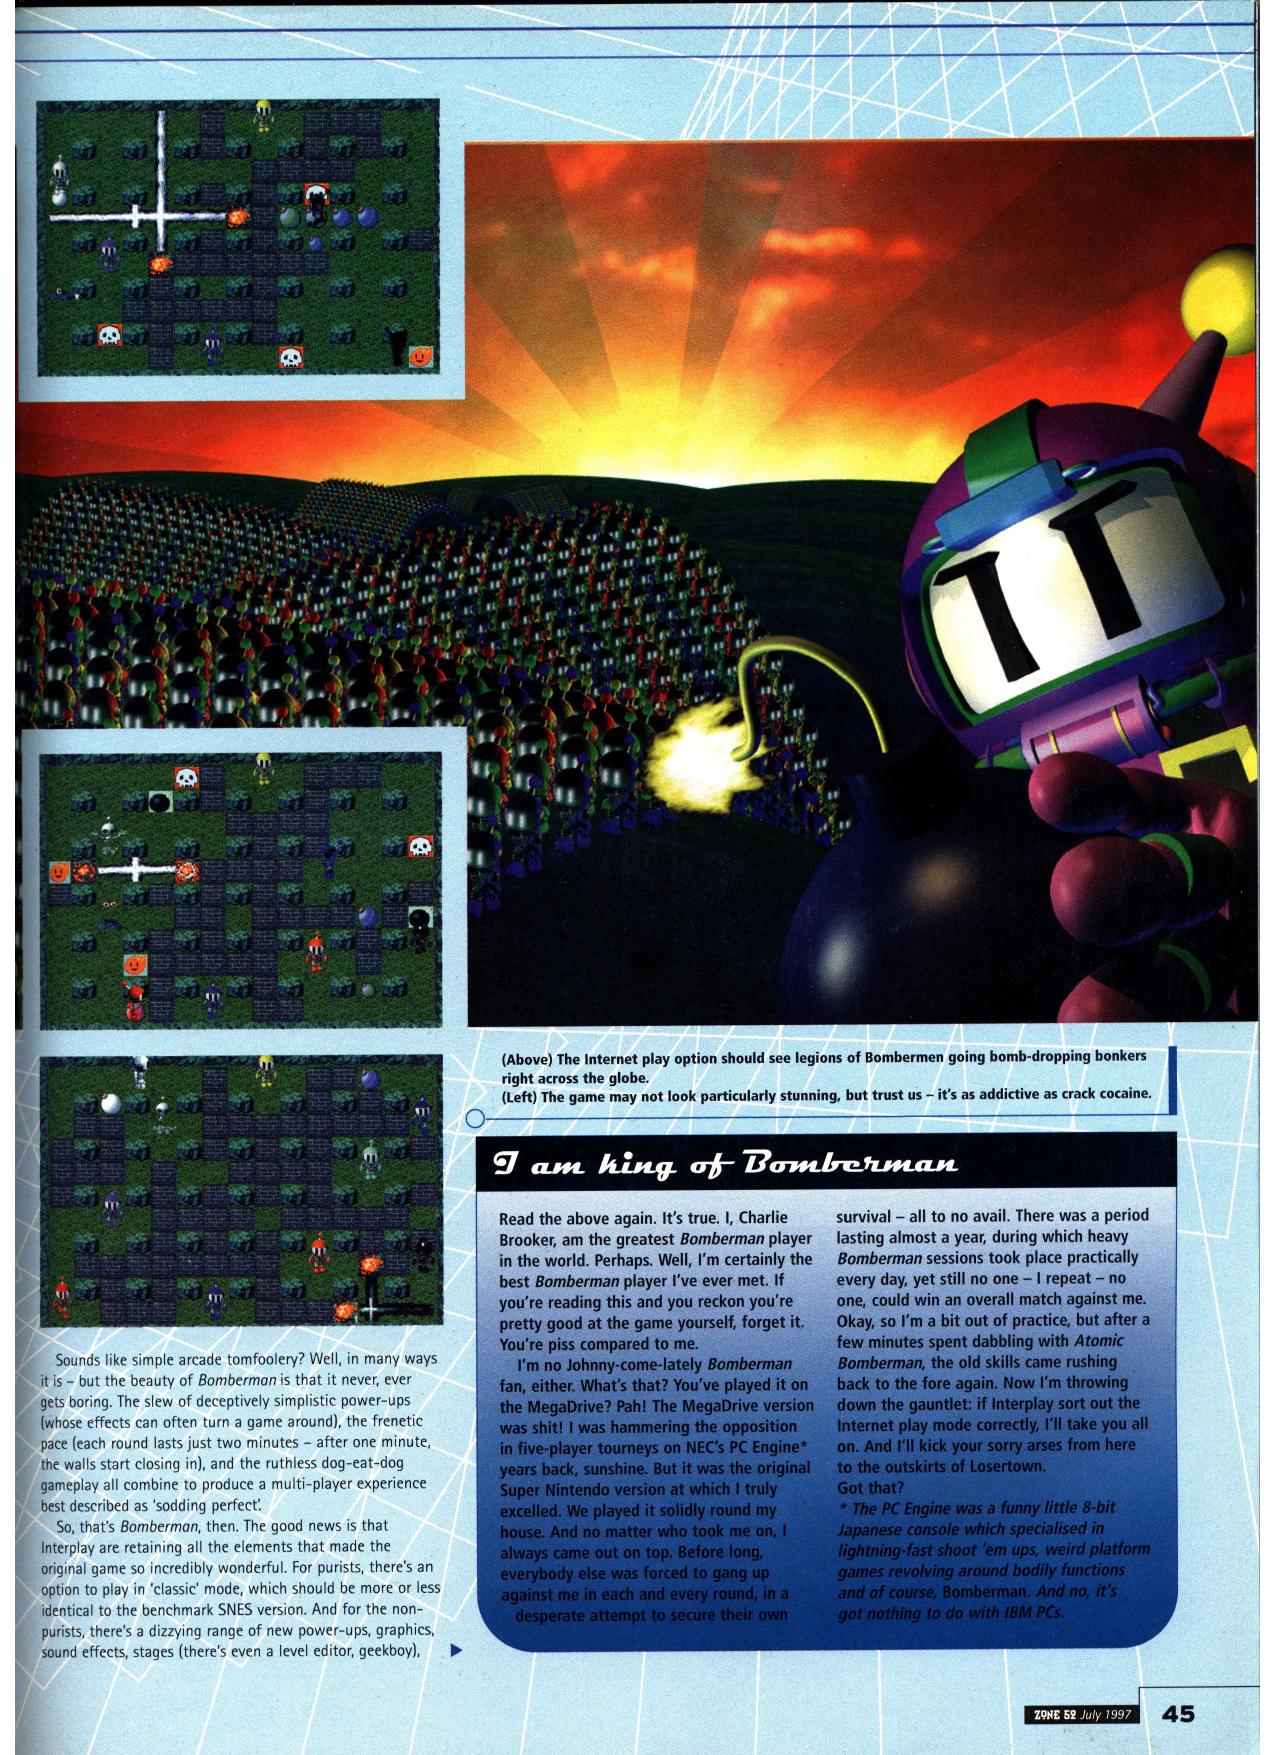 (Above) The Internet play option should see legions of Bombermen going bomb-dropping bonkers
right across the globe.
(Left) The game may not look particularly stunning, but trust us – it's as addictive as crack cocaine.
I am king of Bomberman
Read the above again. It's true. I, Charlie
Brooker, am the greatest Bomberman player
in the world. Perhaps. Well, I'm certainly the
best Bomberman player I've ever met. If
you're reading this and you reckon you're
pretty good at the game yourself, forget it.
You're piss compared to me.
I'm no Johnny-come-lately Bomberman
fan, either. What's that? You've played it on
the MegaDrive? Pah! The MegaDrive version
was shit! I was hammering the opposition
in five-player tourneys on NEC's PC Engine*
years back, sunshine. But it was the original
Super Nintendo version at which I truly
excelled. We played it solidly round my
house. And no matter who took me on, I
always came out on top. Before long,
everybody else was forced to gang up
against me in each and every round, in a
desperate attempt to secure their own
survival – all to no avail. There was a period
lasting almost a year, during which heavy
Bomberman sessions took place practically
every day, yet still no one – I repeat – no
one, could win an overall match against me.
Okay, so I'm a bit out of practice, but after a
few minutes spent dabbling with Atomic
Bomberman, the old skills came rushing
back to the fore again. Now I'm throwing
down the gauntlet: if Interplay sort out the
Internet play mode correctly, I'll take you all
on. And I'll kick your sorry arses from here
to the outskirts of Losertown.
Got that?
* The PC Engine was a funny little 8-bit
Japanese console which specialised in
lightning-fast shoot 'em ups, weird platform
games revolving around bodily functions
and of course, Bomberman. And no, it's
got nothing to do with IBM PCs.
Sounds like simple arcade tomfoolery? Well, in many ways
it is – but the beauty of Bomberman is that it never, ever
gets boring. The slew of deceptively simplistic power-ups
(whose effects can often turn a game around), the frenetic
pace (each round lasts just two minutes – after one minute,
the walls start closing in), and the ruthless dog-eat-dog
gameplay all combine to produce a multi-player experience
best described as 'sodding perfect'.
So, that's Bomberman, then. The good news is that
Interplay are retaining all the elements that made the
original game so incredibly wonderful. For purists, there's an
option to play in 'classic' mode, which should be more or less
identical to the benchmark SNES version. And for the non-
purists, there's a dizzying range of new power-ups, graphics,
sound effects, stages (there's even a level editor, geekboy),
ZONE 52 July 1997 45